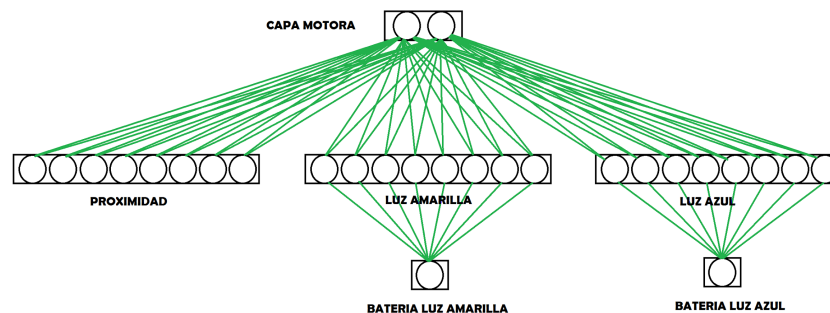 CAPA MOTORA
PROXIMIDAD
LUZ AMARILLA
LUZ AZUL
BATERIA LUZ AMARILLA
BATERIA LUZ AZUL